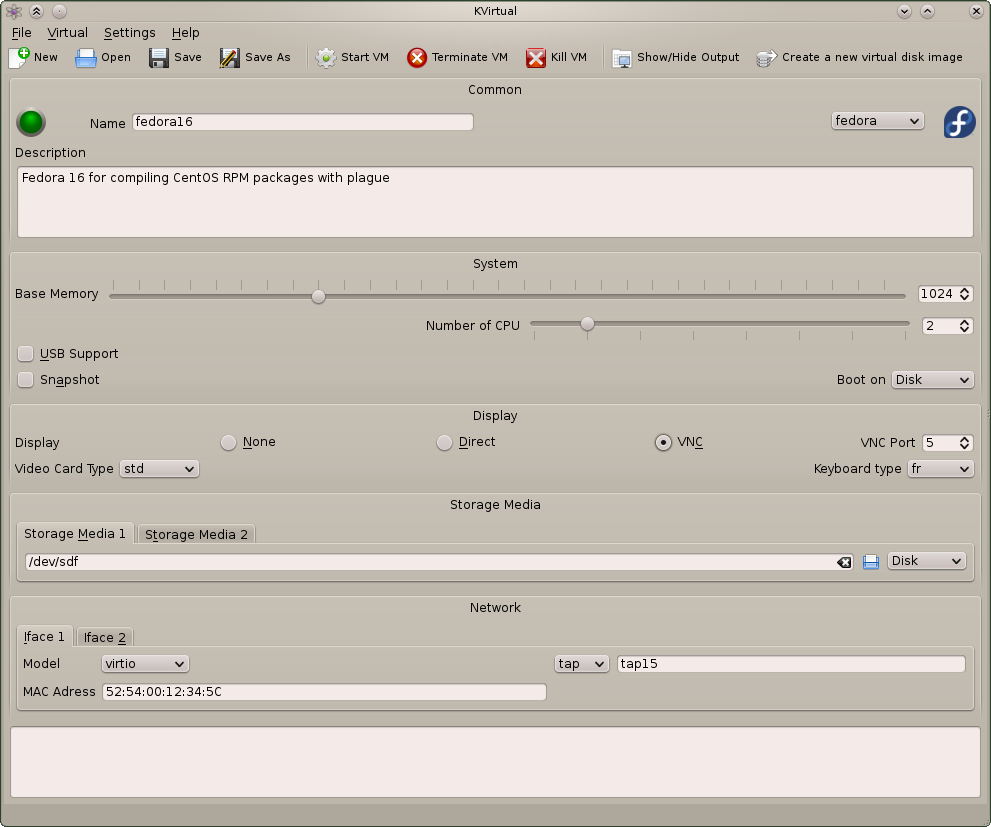 KVirtual
File Virtual Settings Help
New Open Save Save As Start VM Terminate VM Kill VM Show/Hide Output Create a new virtual disk image
Common
Name fedora16 fedora
Description
Fedora 16 for compiling CentOS RPM packages with plague
System
Base Memory 1024
Number of CPU 2
USB Support
Snapshot Boot on Disk
Display
Display None Direct VNC VNC Port 5
Video Card Type std Keyboard type fr
Storage Media
Storage Media 1 Storage Media 2
/dev/sdf Disk
Network
Iface 1 Iface 2
Model virtio tap tap15
MAC Adress 52:54:00:12:34:5C